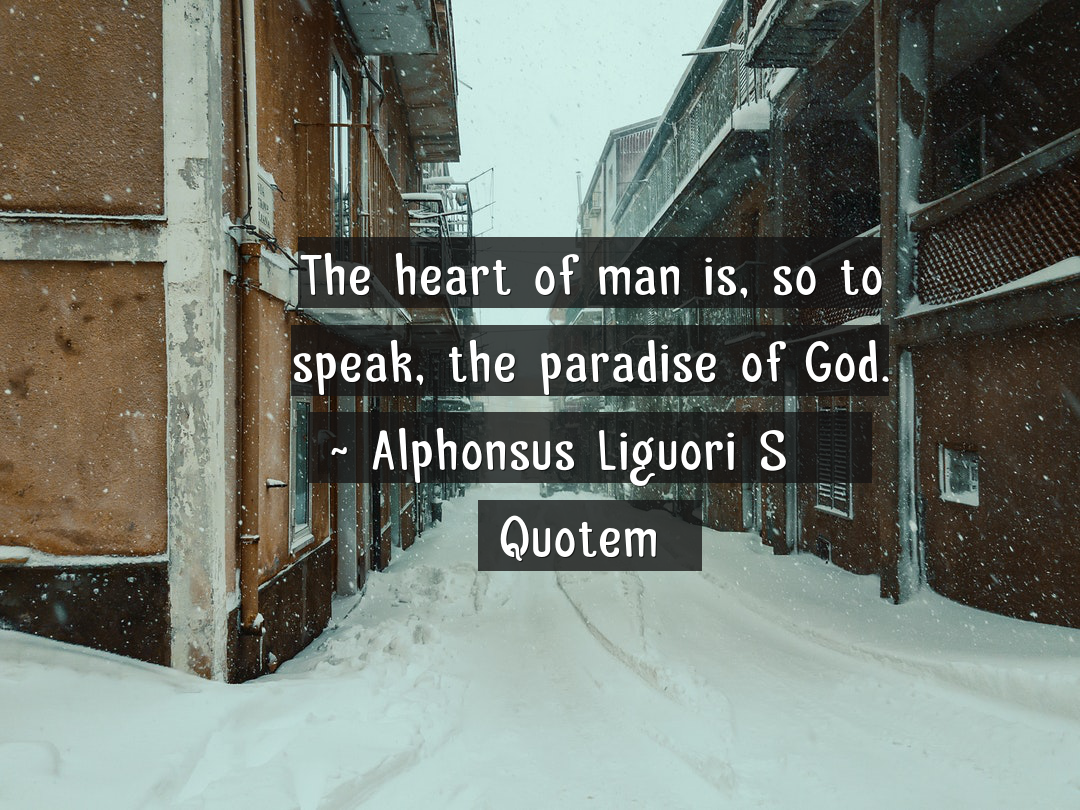 The heart of man is, so to
speak, the paradise of God.
~ Alphonsus Liguori S
Quotem